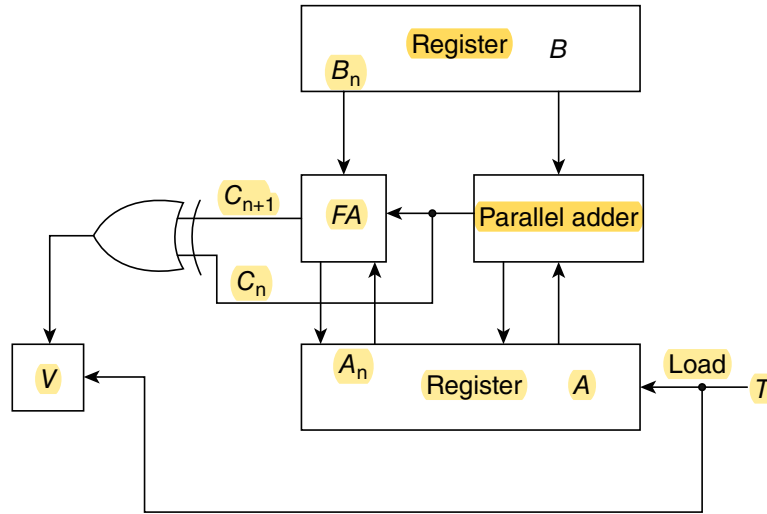 Register B
Bn
Cn+1
FA
Parallel adder
Cn
V
An
Register A
Load
T